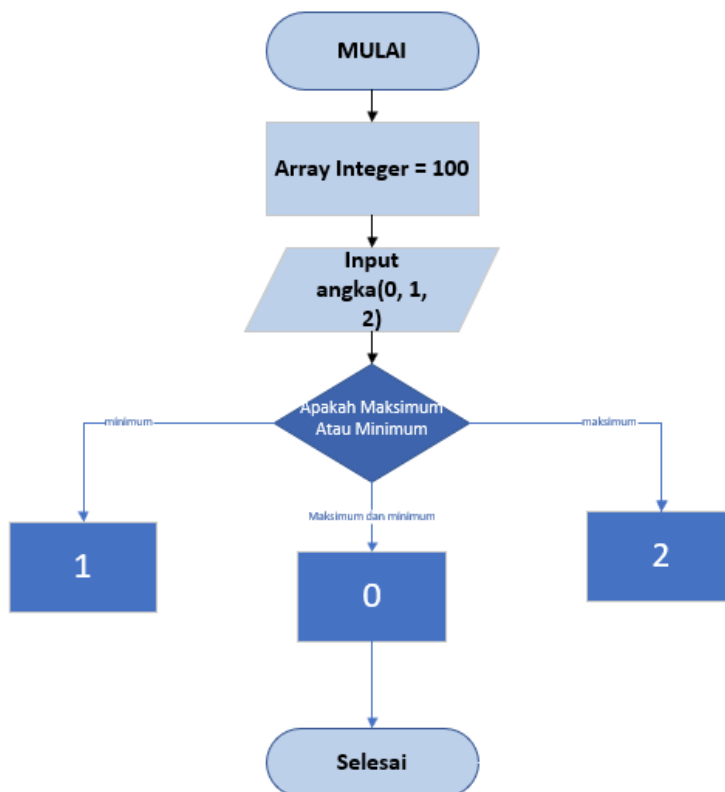 MULAI
Array Integer = 100
Input
angka(0, 1,
2)
Apakah Maksimum
Atau Minimum
minimum
maksimum
Maksimum dan minimum
1
0
2
Selesai